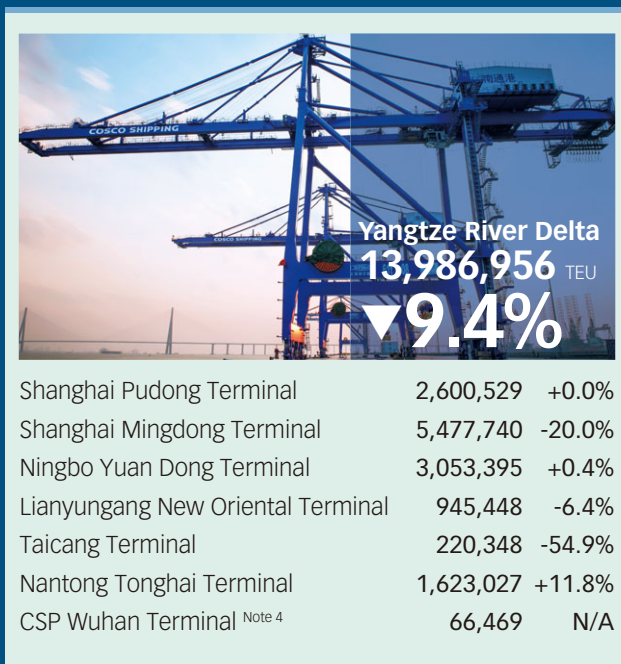 COSCO SHIPPING
南通港
COSCO SHIPPING
Yangtze River Delta
13,986,956 TEU
▼9.4%
Shanghai Pudong Terminal 2,600,529 +0.0%
Shanghai Mingdong Terminal 5,477,740 -20.0%
Ningbo Yuan Dong Terminal 3,053,395 +0.4%
Lianyungang New Oriental Terminal 945,448 -6.4%
Taicang Terminal 220,348 -54.9%
Nantong Tonghai Terminal 1,623,027 +11.8%
CSP Wuhan Terminal Note 4 66,469 N/A